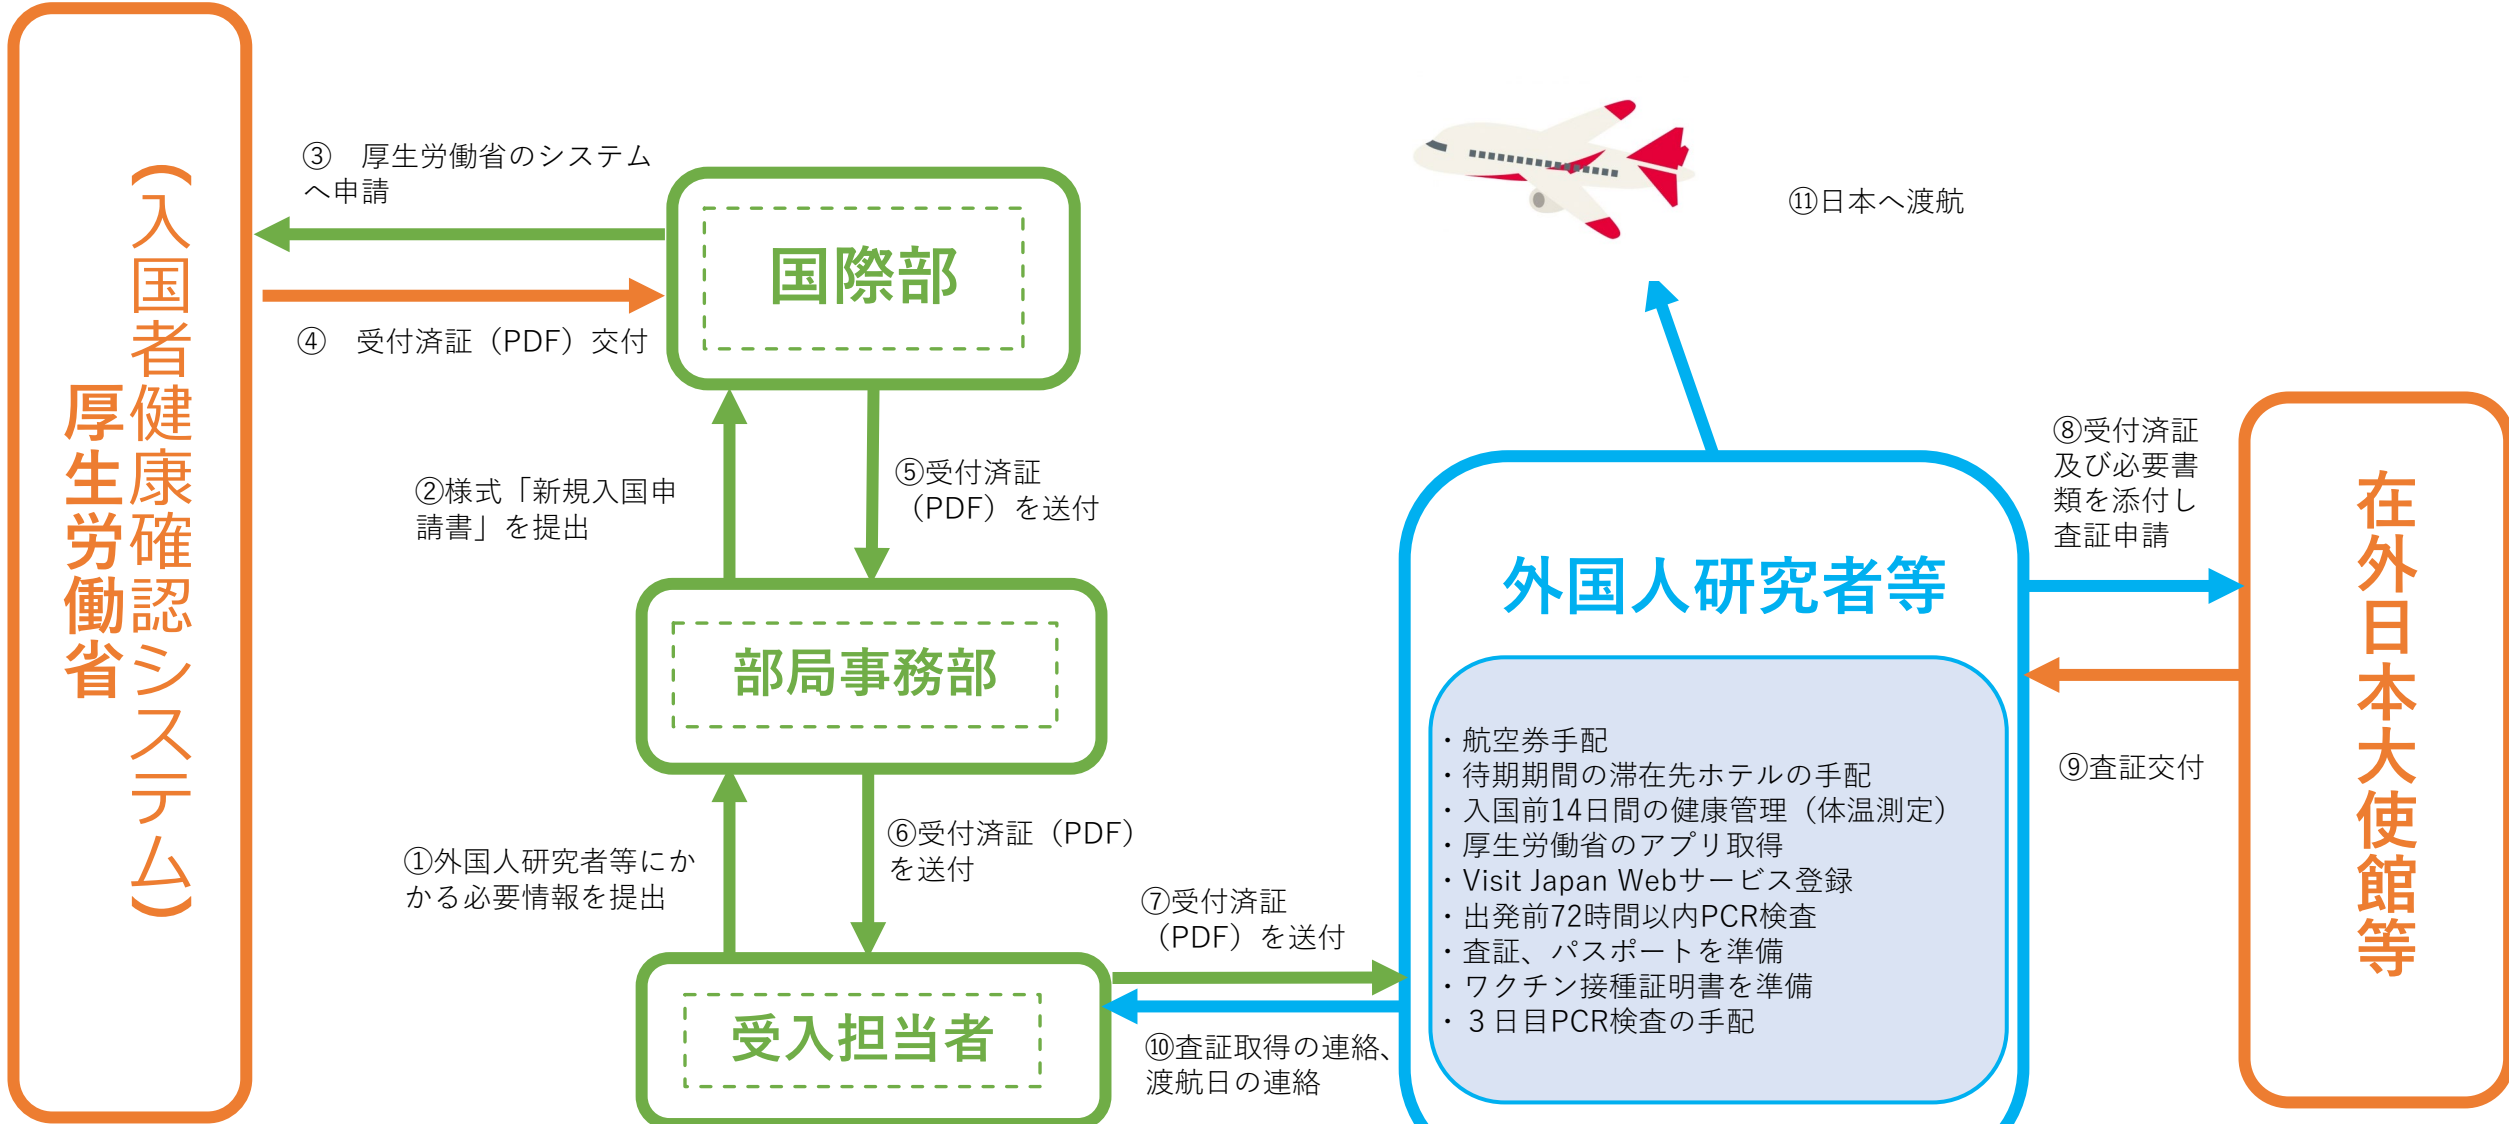 厚生労働省
（入国者健康確認システム）
③　厚生労働省のシステム
へ申請
④　受付済証（PDF）交付
国際部
②様式「新規入国申
請書」を提出
⑤受付済証
（PDF）を送付
部局事務部
①外国人研究者等にか
かる必要情報を提出
⑥受付済証（PDF）
を送付
受入担当者
⑦受付済証
（PDF）を送付
⑩査証取得の連絡、
渡航日の連絡
⑪日本へ渡航
外国人研究者等
・航空券手配
・待期期間の滞在先ホテルの手配
・入国前14日間の健康管理（体温測定）
・厚生労働省のアプリ取得
・Visit Japan Webサービス登録
・出発前72時間以内PCR検査
・査証、パスポートを準備
・ワクチン接種証明書を準備
・３日目PCR検査の手配
⑧受付済証
及び必要書
類を添付し
査証申請
⑨査証交付
在外日本大使館等